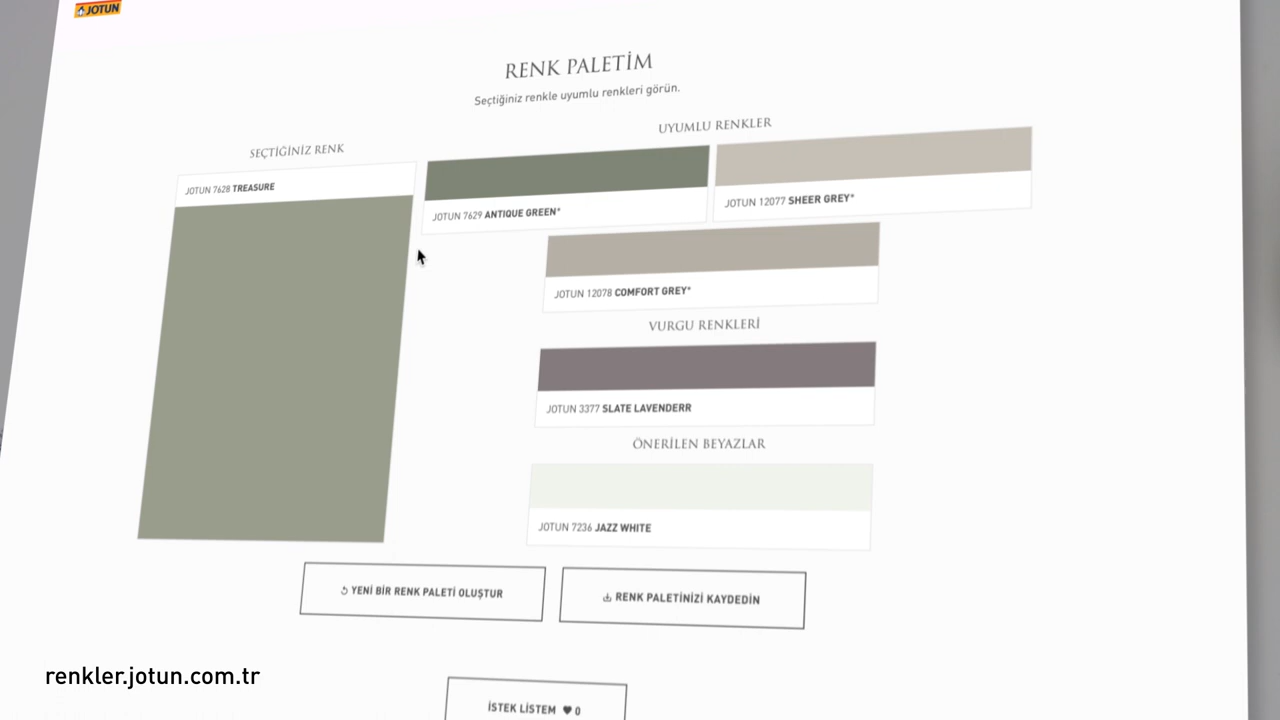 JOTUN
RENK PALETİM
Seçtiğiniz renkle uyumlu renkleri görün.
SEÇTİĞİNİZ RENK
JOTUN 7628 TREASURE
UYUMLU RENKLER
JOTUN 7629 ANTIQUE GREEN*
JOTUN 12077 SHEER GREY*
JOTUN 12078 COMFORT GREY*
VURGU RENKLERİ
JOTUN 3377 SLATE LAVENDERR
ÖNERİLEN BEYAZLAR
JOTUN 7236 JAZZ WHITE
YENİ BİR RENK PALETİ OLUŞTUR
RENK PALETİNİZİ KAYDEDİN
İSTEK LİSTEM ♥ 0
renkler.jotun.com.tr